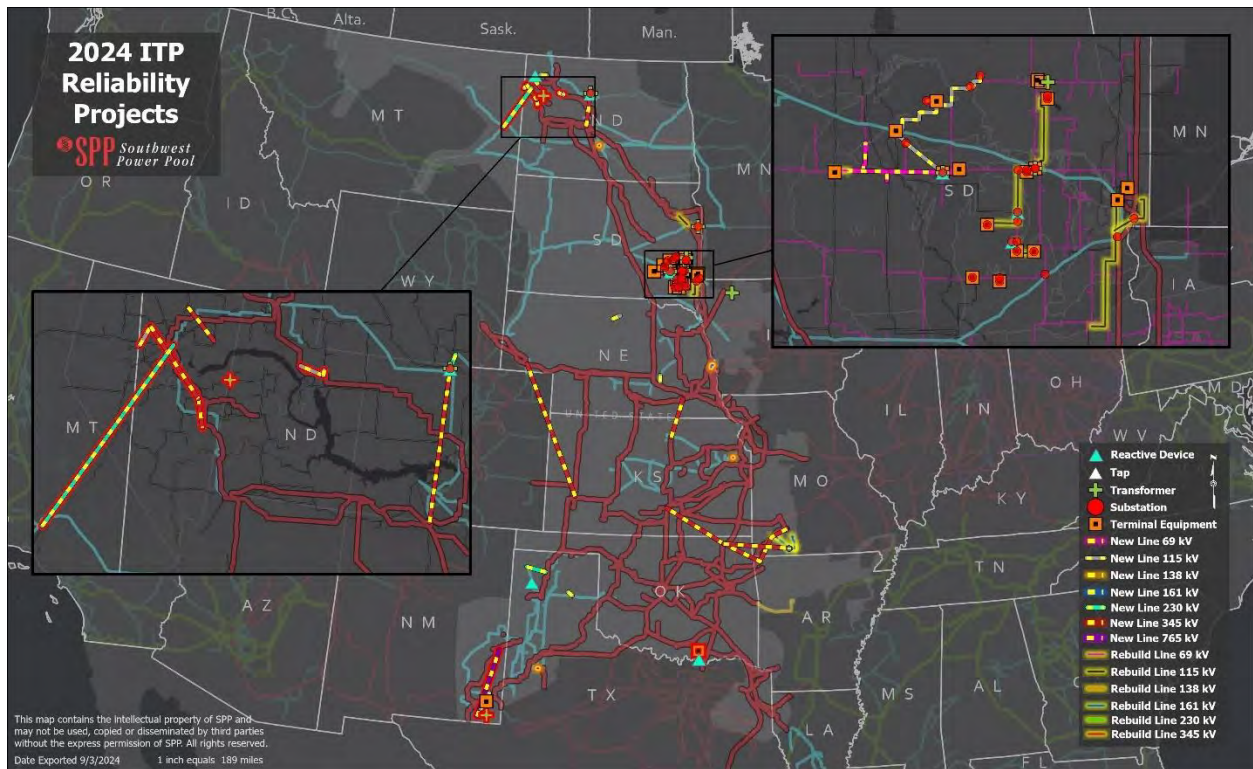 2024 ITP
Reliability
Projects
SPP Southwest
Power Pool
B.C.
Alta.
Sask.
Man.
MT
ND
MN
OR
ID
SD
WY
NE
UNITED STATES
IL
IN
OH
MD
D.C.
WV
KS
MO
KY
TN
AZ
NM
OK
AR
TX
MS
AL
LA
FL
MT
ND
SD
MN
IA
Reactive Device
Tap
Transformer
Substation
Terminal Equipment
New Line 69 kV
New Line 115 kV
New Line 138 kV
New Line 161 kV
New Line 230 kV
New Line 345 kV
New Line 765 kV
Rebuild Line 69 kV
Rebuild Line 115 kV
Rebuild Line 138 kV
Rebuild Line 161 kV
Rebuild Line 230 kV
Rebuild Line 345 kV
This map contains the intellectual property of SPP and
may not be used, copied or disseminated by third parties
without the express permission of SPP. All rights reserved.
Date Exported 9/3/2024 1 inch equals 189 miles